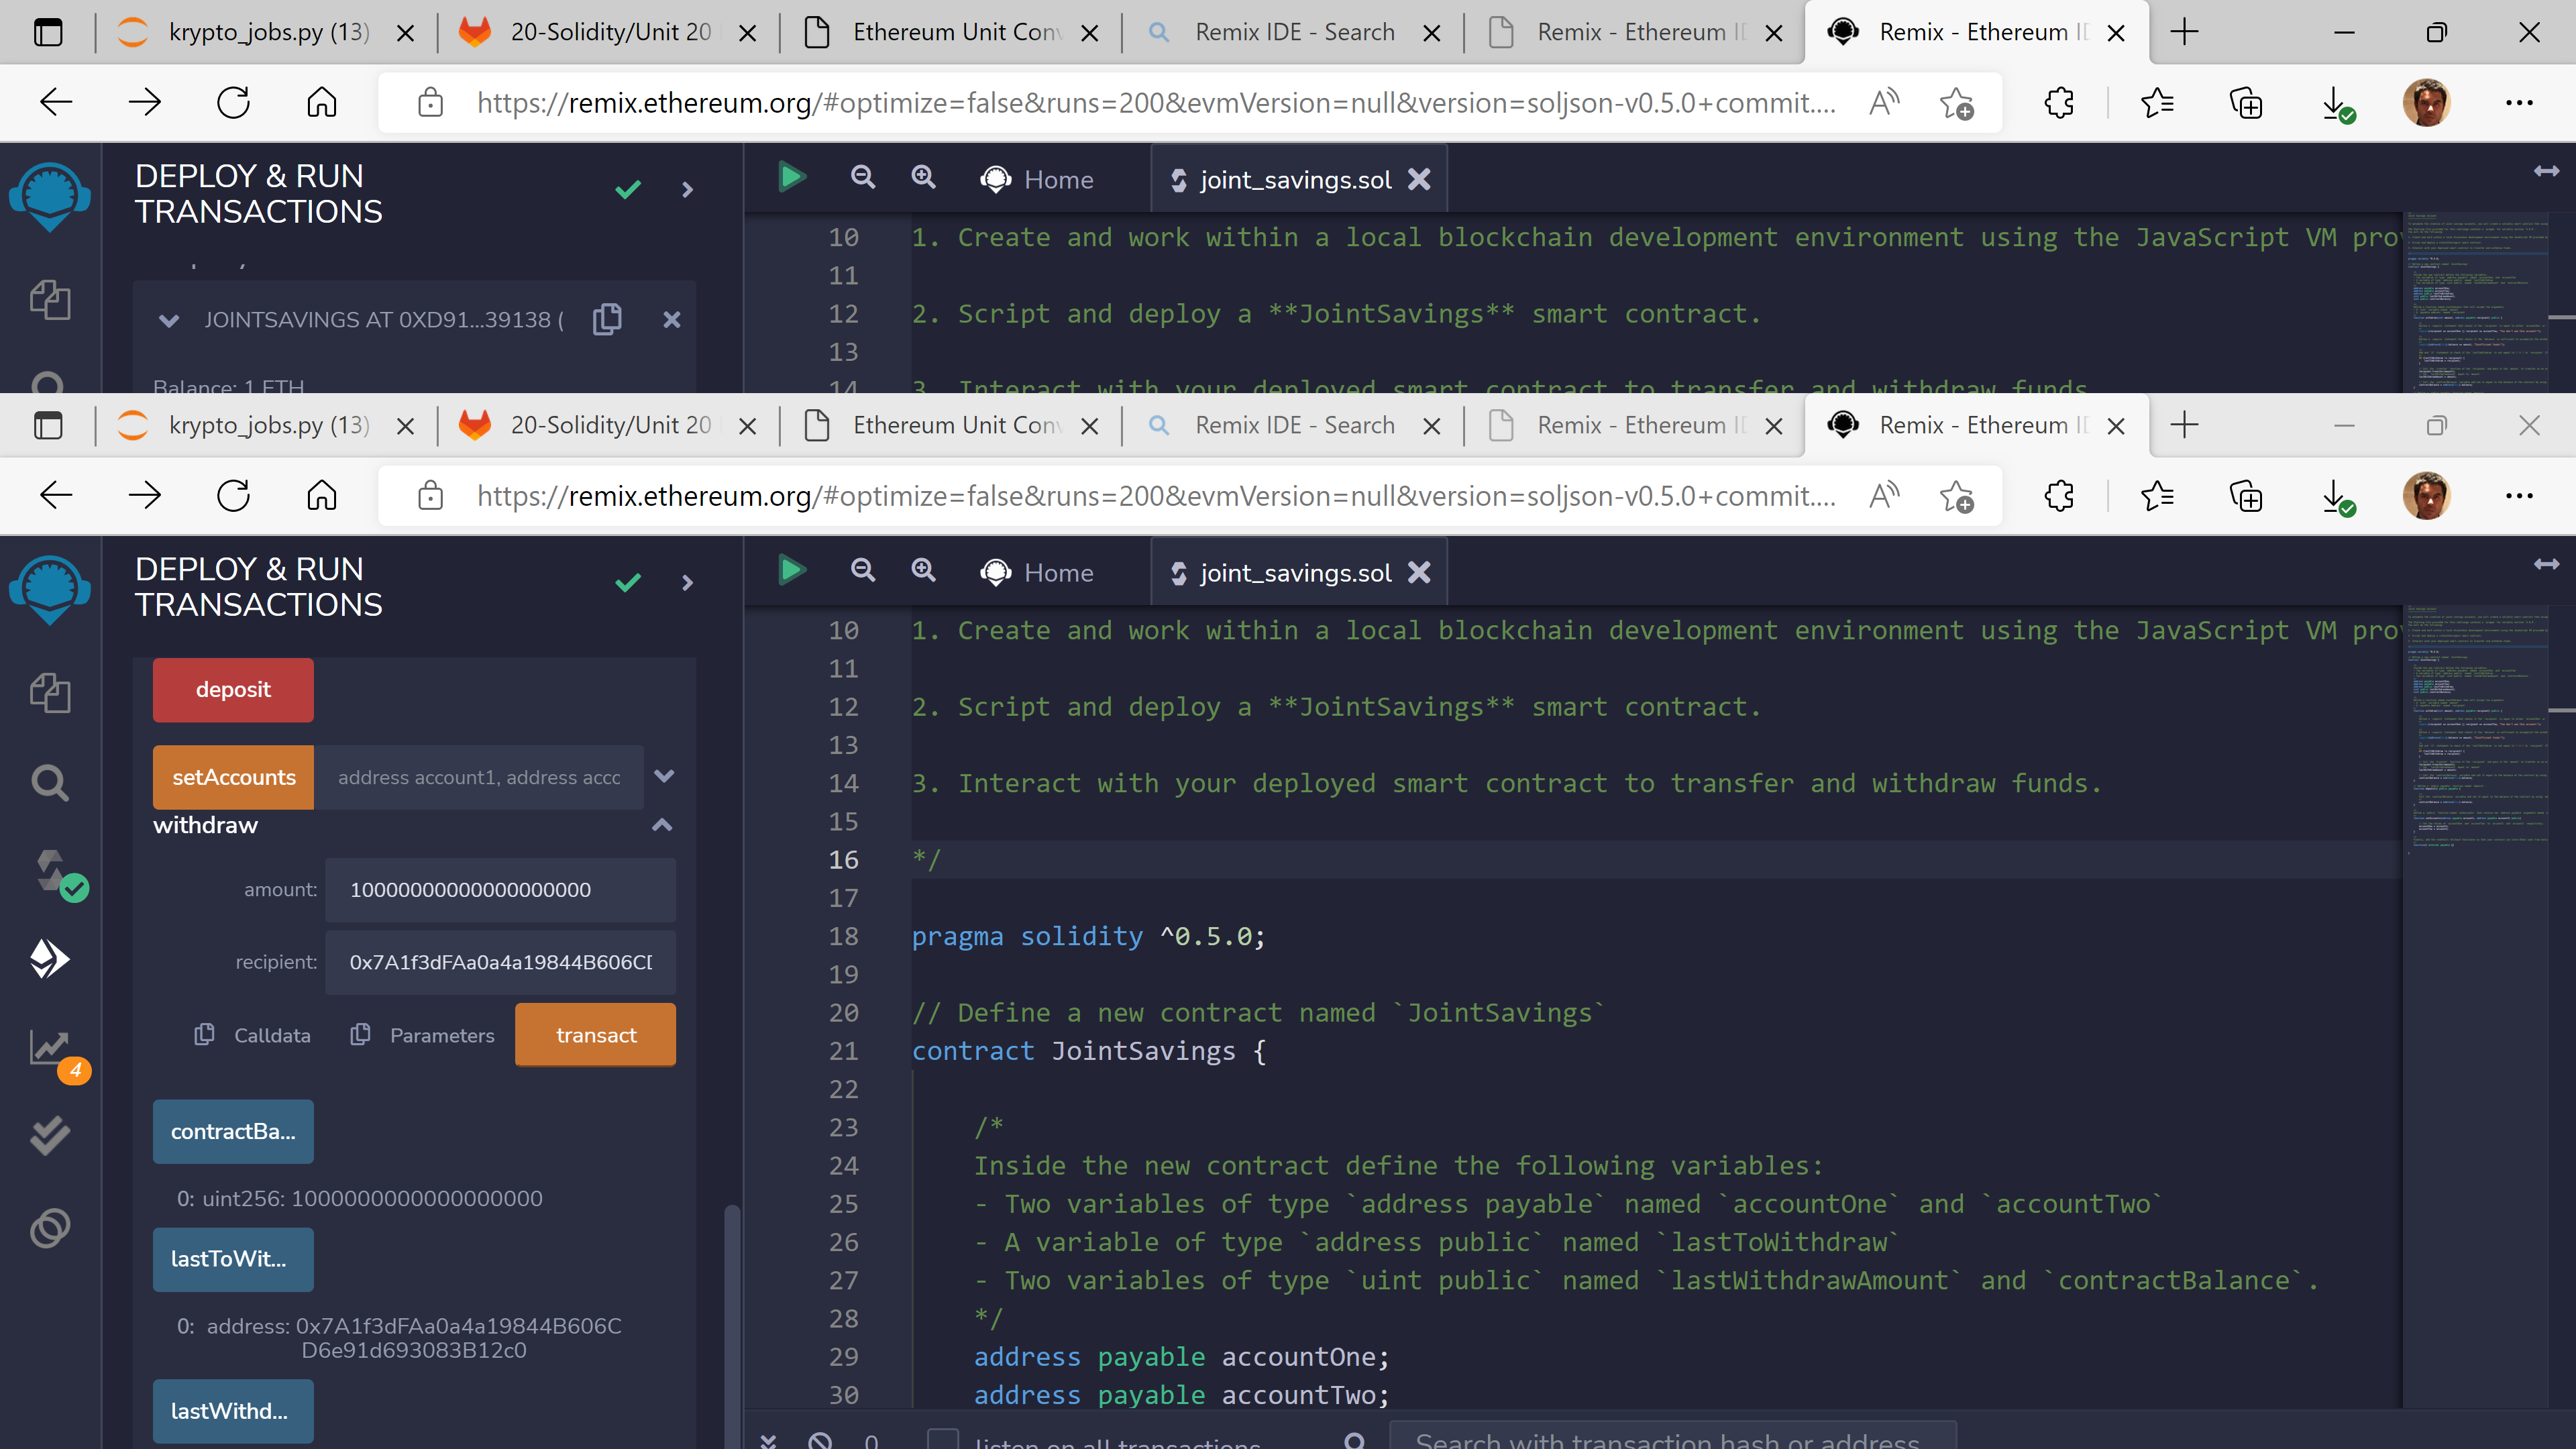 krypto_jobs.py (13)
20-Solidity/Unit 20
Ethereum Unit Conv
Remix IDE - Search
Remix - Ethereum ID
Remix - Ethereum ID
https://remix.ethereum.org/#optimize=false&runs=200&evmVersion=null&version=soljson-v0.5.0+commit....
DEPLOY & RUN
TRANSACTIONS
Home
joint_savings.sol
JOINTSAVINGS AT 0XD91...39138 (
Balance: 1 ETH
10 1. Create and work within a local blockchain development environment using the JavaScript VM prov
11
12 2. Script and deploy a **JointSavings** smart contract.
13
14 3. Interact with your deployed smart contract to transfer and withdraw funds
krypto_jobs.py (13)
20-Solidity/Unit 20
Ethereum Unit Conv
Remix IDE - Search
Remix - Ethereum ID
Remix - Ethereum ID
https://remix.ethereum.org/#optimize=false&runs=200&evmVersion=null&version=soljson-v0.5.0+commit....
DEPLOY & RUN
TRANSACTIONS
Home
joint_savings.sol
deposit
setAccounts
address account1, address acco
withdraw
amount:
10000000000000000000
recipient:
0x7A1f3dFAa0a4a19844B606CD
Calldata
Parameters
transact
4
contractBa...
0: uint256: 1000000000000000000
lastToWit...
0: address: 0x7A1f3dFAa0a4a19844B606C
D6e91d693083B12c0
lastWithd...
10 1. Create and work within a local blockchain development environment using the JavaScript VM prov
11
12 2. Script and deploy a **JointSavings** smart contract.
13
14 3. Interact with your deployed smart contract to transfer and withdraw funds.
15
16 */
17
18 pragma solidity ^0.5.0;
19
20 // Define a new contract named `JointSavings`
21 contract JointSavings {
22
23 /*
24 Inside the new contract define the following variables:
25 - Two variables of type `address payable` named `accountOne` and `accountTwo`
26 - A variable of type `address public` named `lastToWithdraw`
27 - Two variables of type `uint public` named `lastWithdrawAmount` and `contractBalance`.
28 */
29 address payable accountOne;
30 address payable accountTwo;
0
listen on all transactions
Search with transaction hash or address